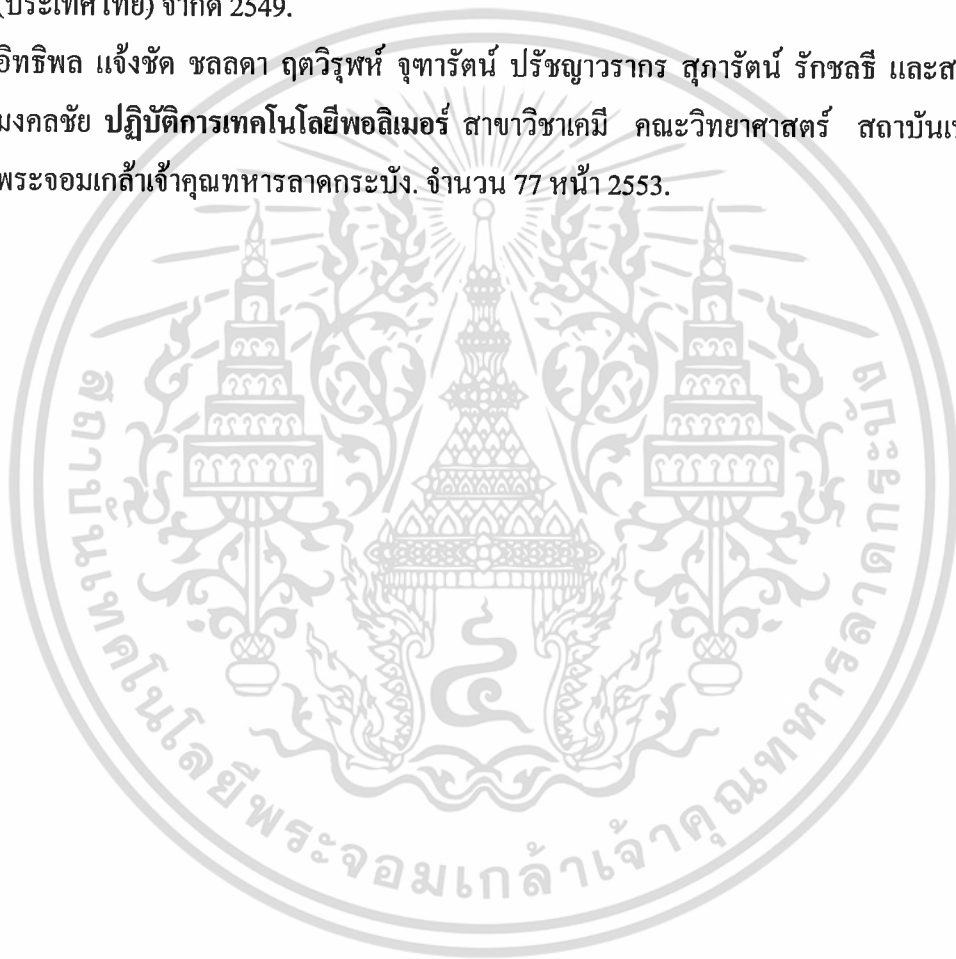 (ประเทศไทย) จำกัด 2549.
อิทธิพล แจ้งชัด ชลลดา ฤตวิรุฬห์ จุฑารัตน์ ปรัชญาวรากร สุภารัตน์ รักชลธี และส
มงคลชัย ปฏิบัติการเทคโนโลยีพอลิเมอร์ สาขาวิชาเคมี คณะวิทยาศาสตร์ สถาบันเท
พระจอมเกล้าเจ้าคุณทหารลาดกระบัง. จำนวน 77 หน้า 2553.
สถาบันเทคโนโลยีพระจอมเกล้าเจ้าคุณทหารลาดกระบัง
๔